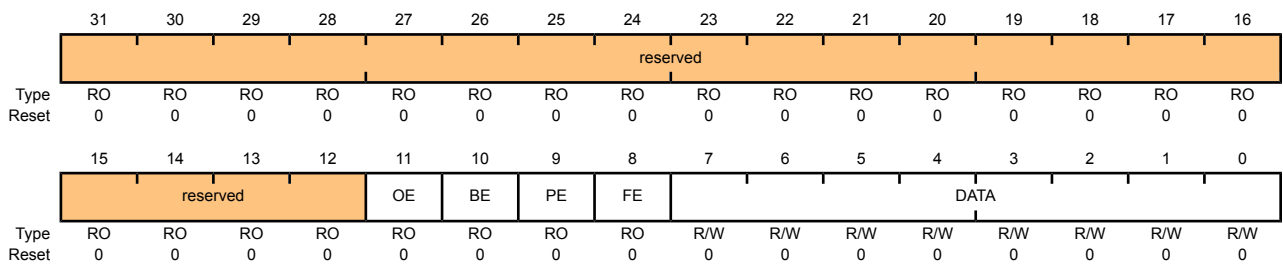 31 30 29 28 27 26 25 24 23 22 21 20 19 18 17 16
reserved
Type RO RO RO RO RO RO RO RO RO RO RO RO RO RO RO RO
Reset 0 0 0 0 0 0 0 0 0 0 0 0 0 0 0 0
15 14 13 12 11 10 9 8 7 6 5 4 3 2 1 0
reserved OE BE PE FE DATA
Type RO RO RO RO RO RO RO RO R/W R/W R/W R/W R/W R/W R/W R/W
Reset 0 0 0 0 0 0 0 0 0 0 0 0 0 0 0 0